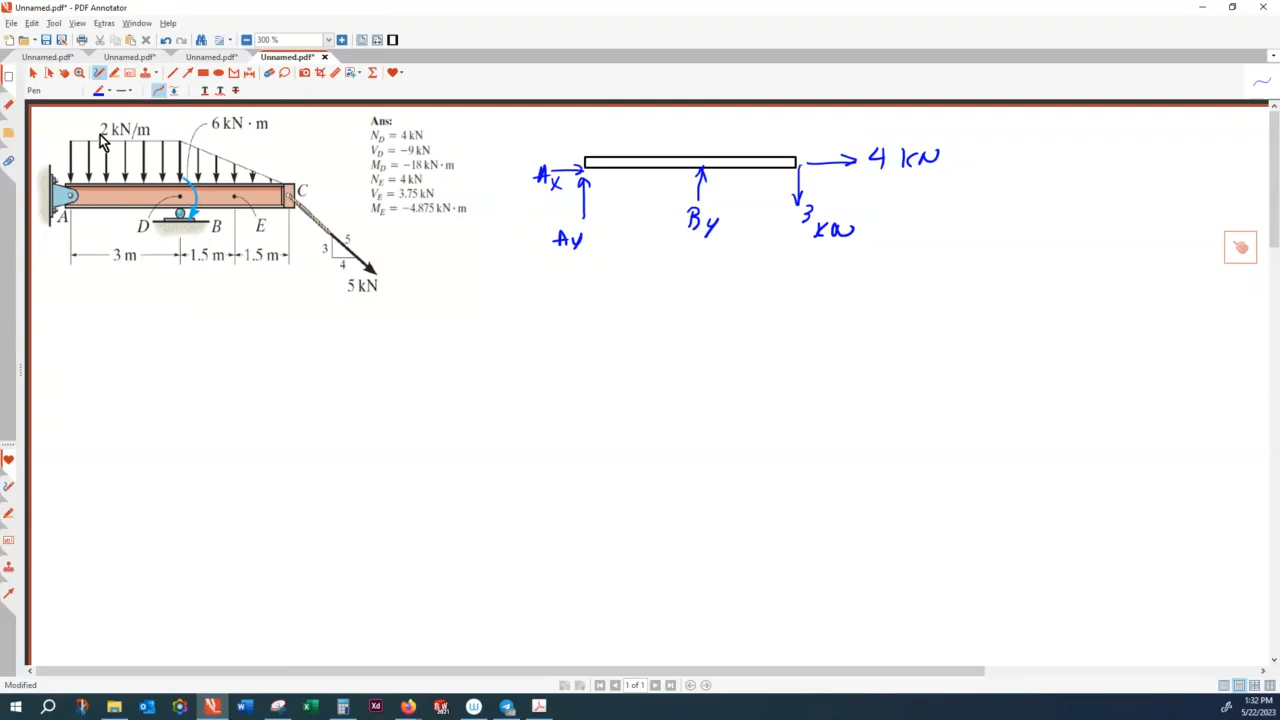 Unnamed.pdf* - PDF Annotator
File Edit Tool View Extras Window Help
300 %
Unnamed.pdf* Unnamed.pdf* Unnamed.pdf* Unnamed.pdf*
Pen
2 kN/m
6 kN · m
C
A
D B E
3 m 1.5 m 1.5 m
5
3
4
5 kN
Ans:
N_D = 4 kN
V_D = −9 kN
M_D = −18 kN · m
N_E = 4 kN
V_E = 3.75 kN
M_E = −4.875 kN · m
Ax
Ay
By
4 kN
3 kN
1 of 1
Modified
1:32 PM
5/22/2023